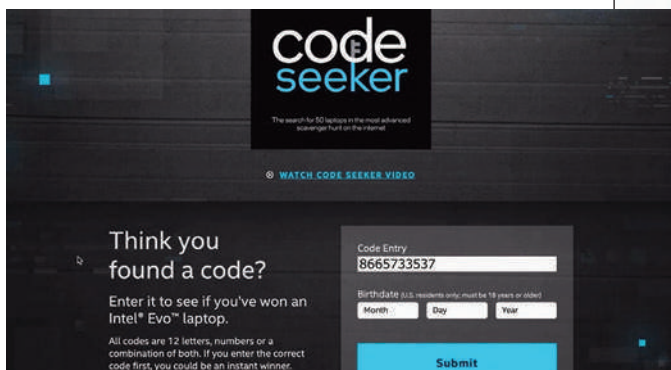 code
seeker
The search for 50 laptops in the most advanced
scavenger hunt on the internet
WATCH CODE SEEKER VIDEO
Think you
found a code?
Enter it to see if you've won an
Intel® Evo™ laptop.
All codes are 12 letters, numbers or a
combination of both. If you enter the correct
code first, you could be an instant winner.
Code Entry
8665733537
Birthdate (U.S. residents only; must be 18 years or older)
Month Day Year
Submit